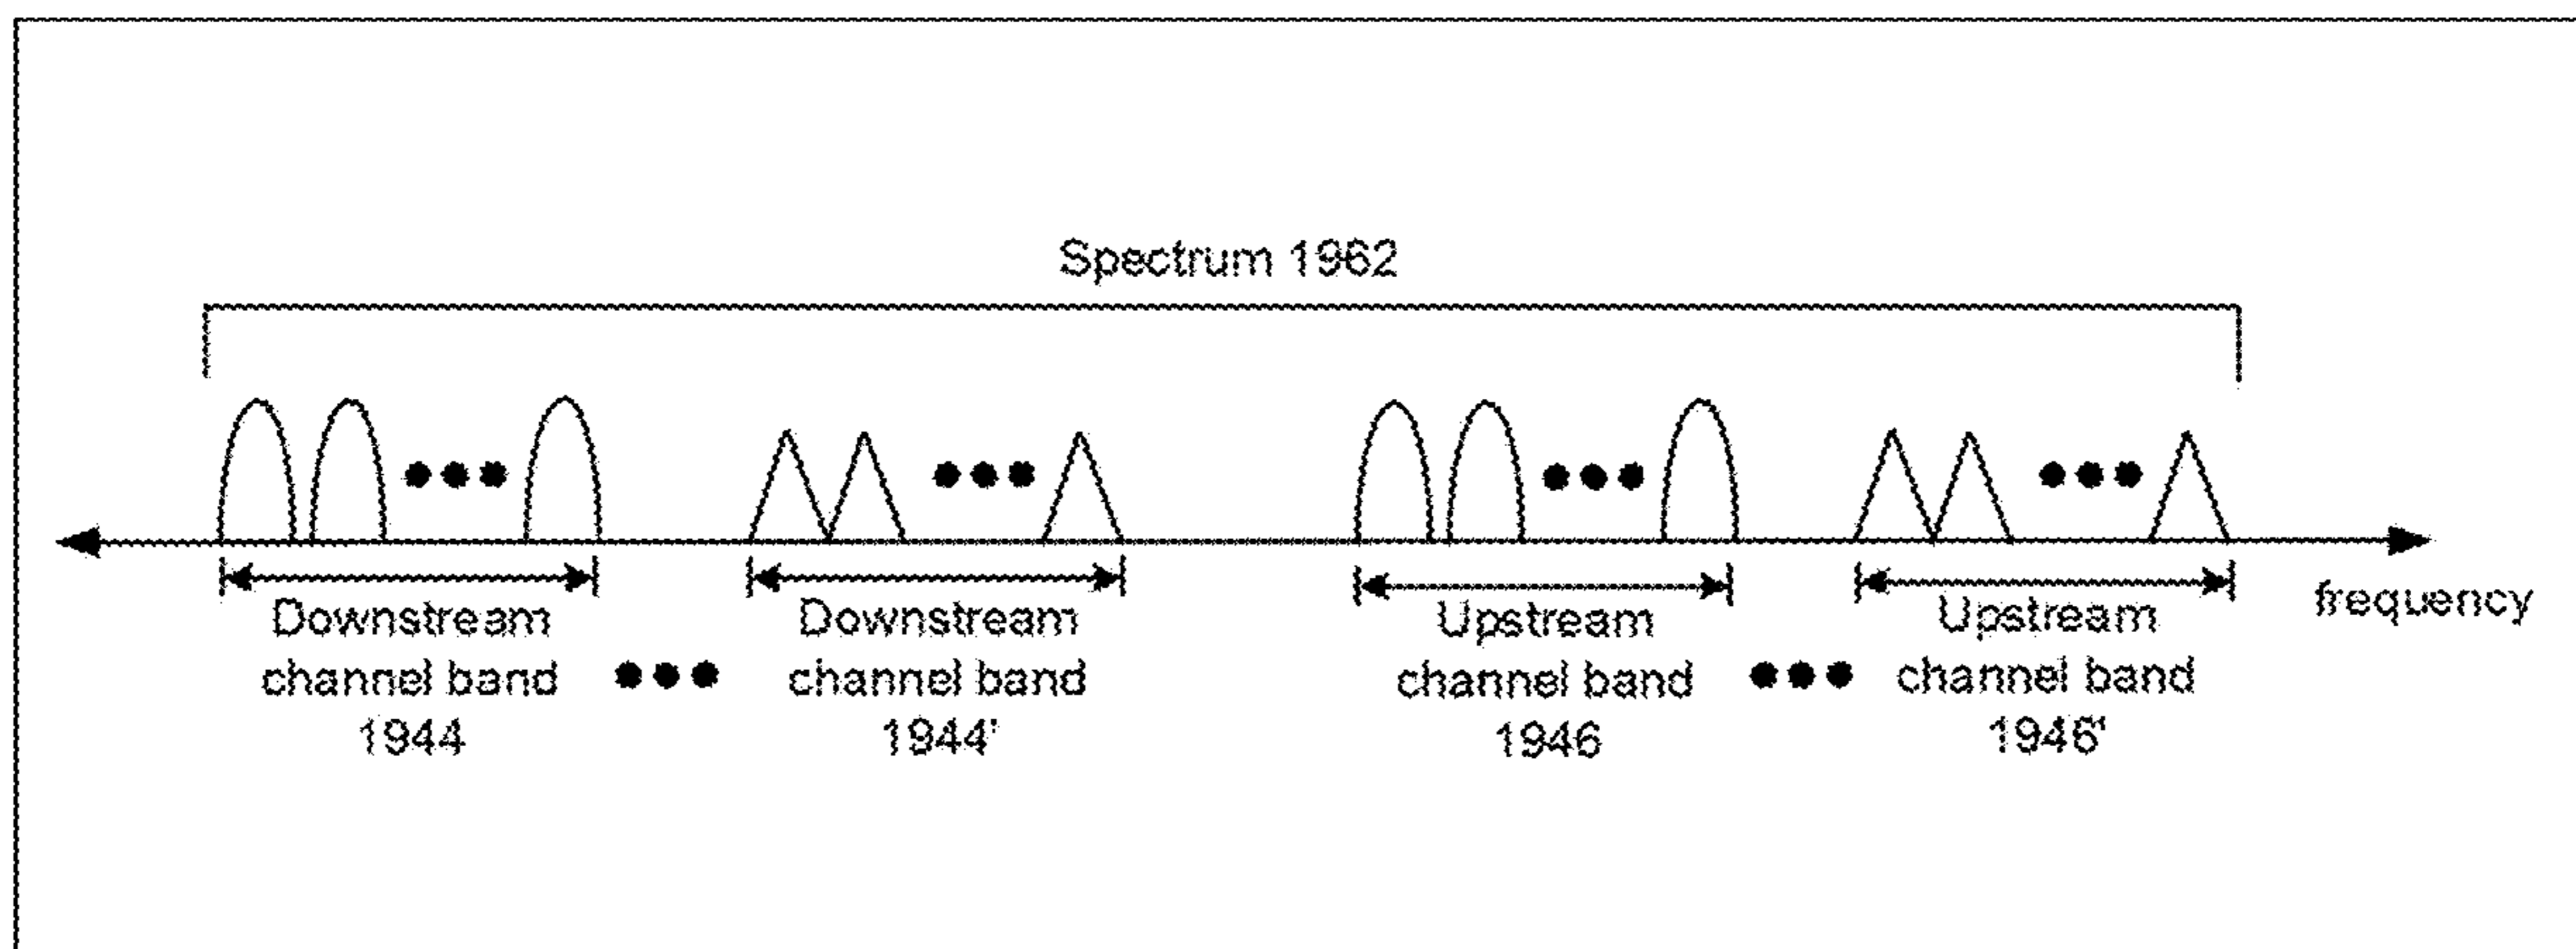 Spectrum 1962
Downstream
channel band
1944
Downstream
channel band
1944'
Upstream
channel band
1946
Upstream
channel band
1946'
frequency